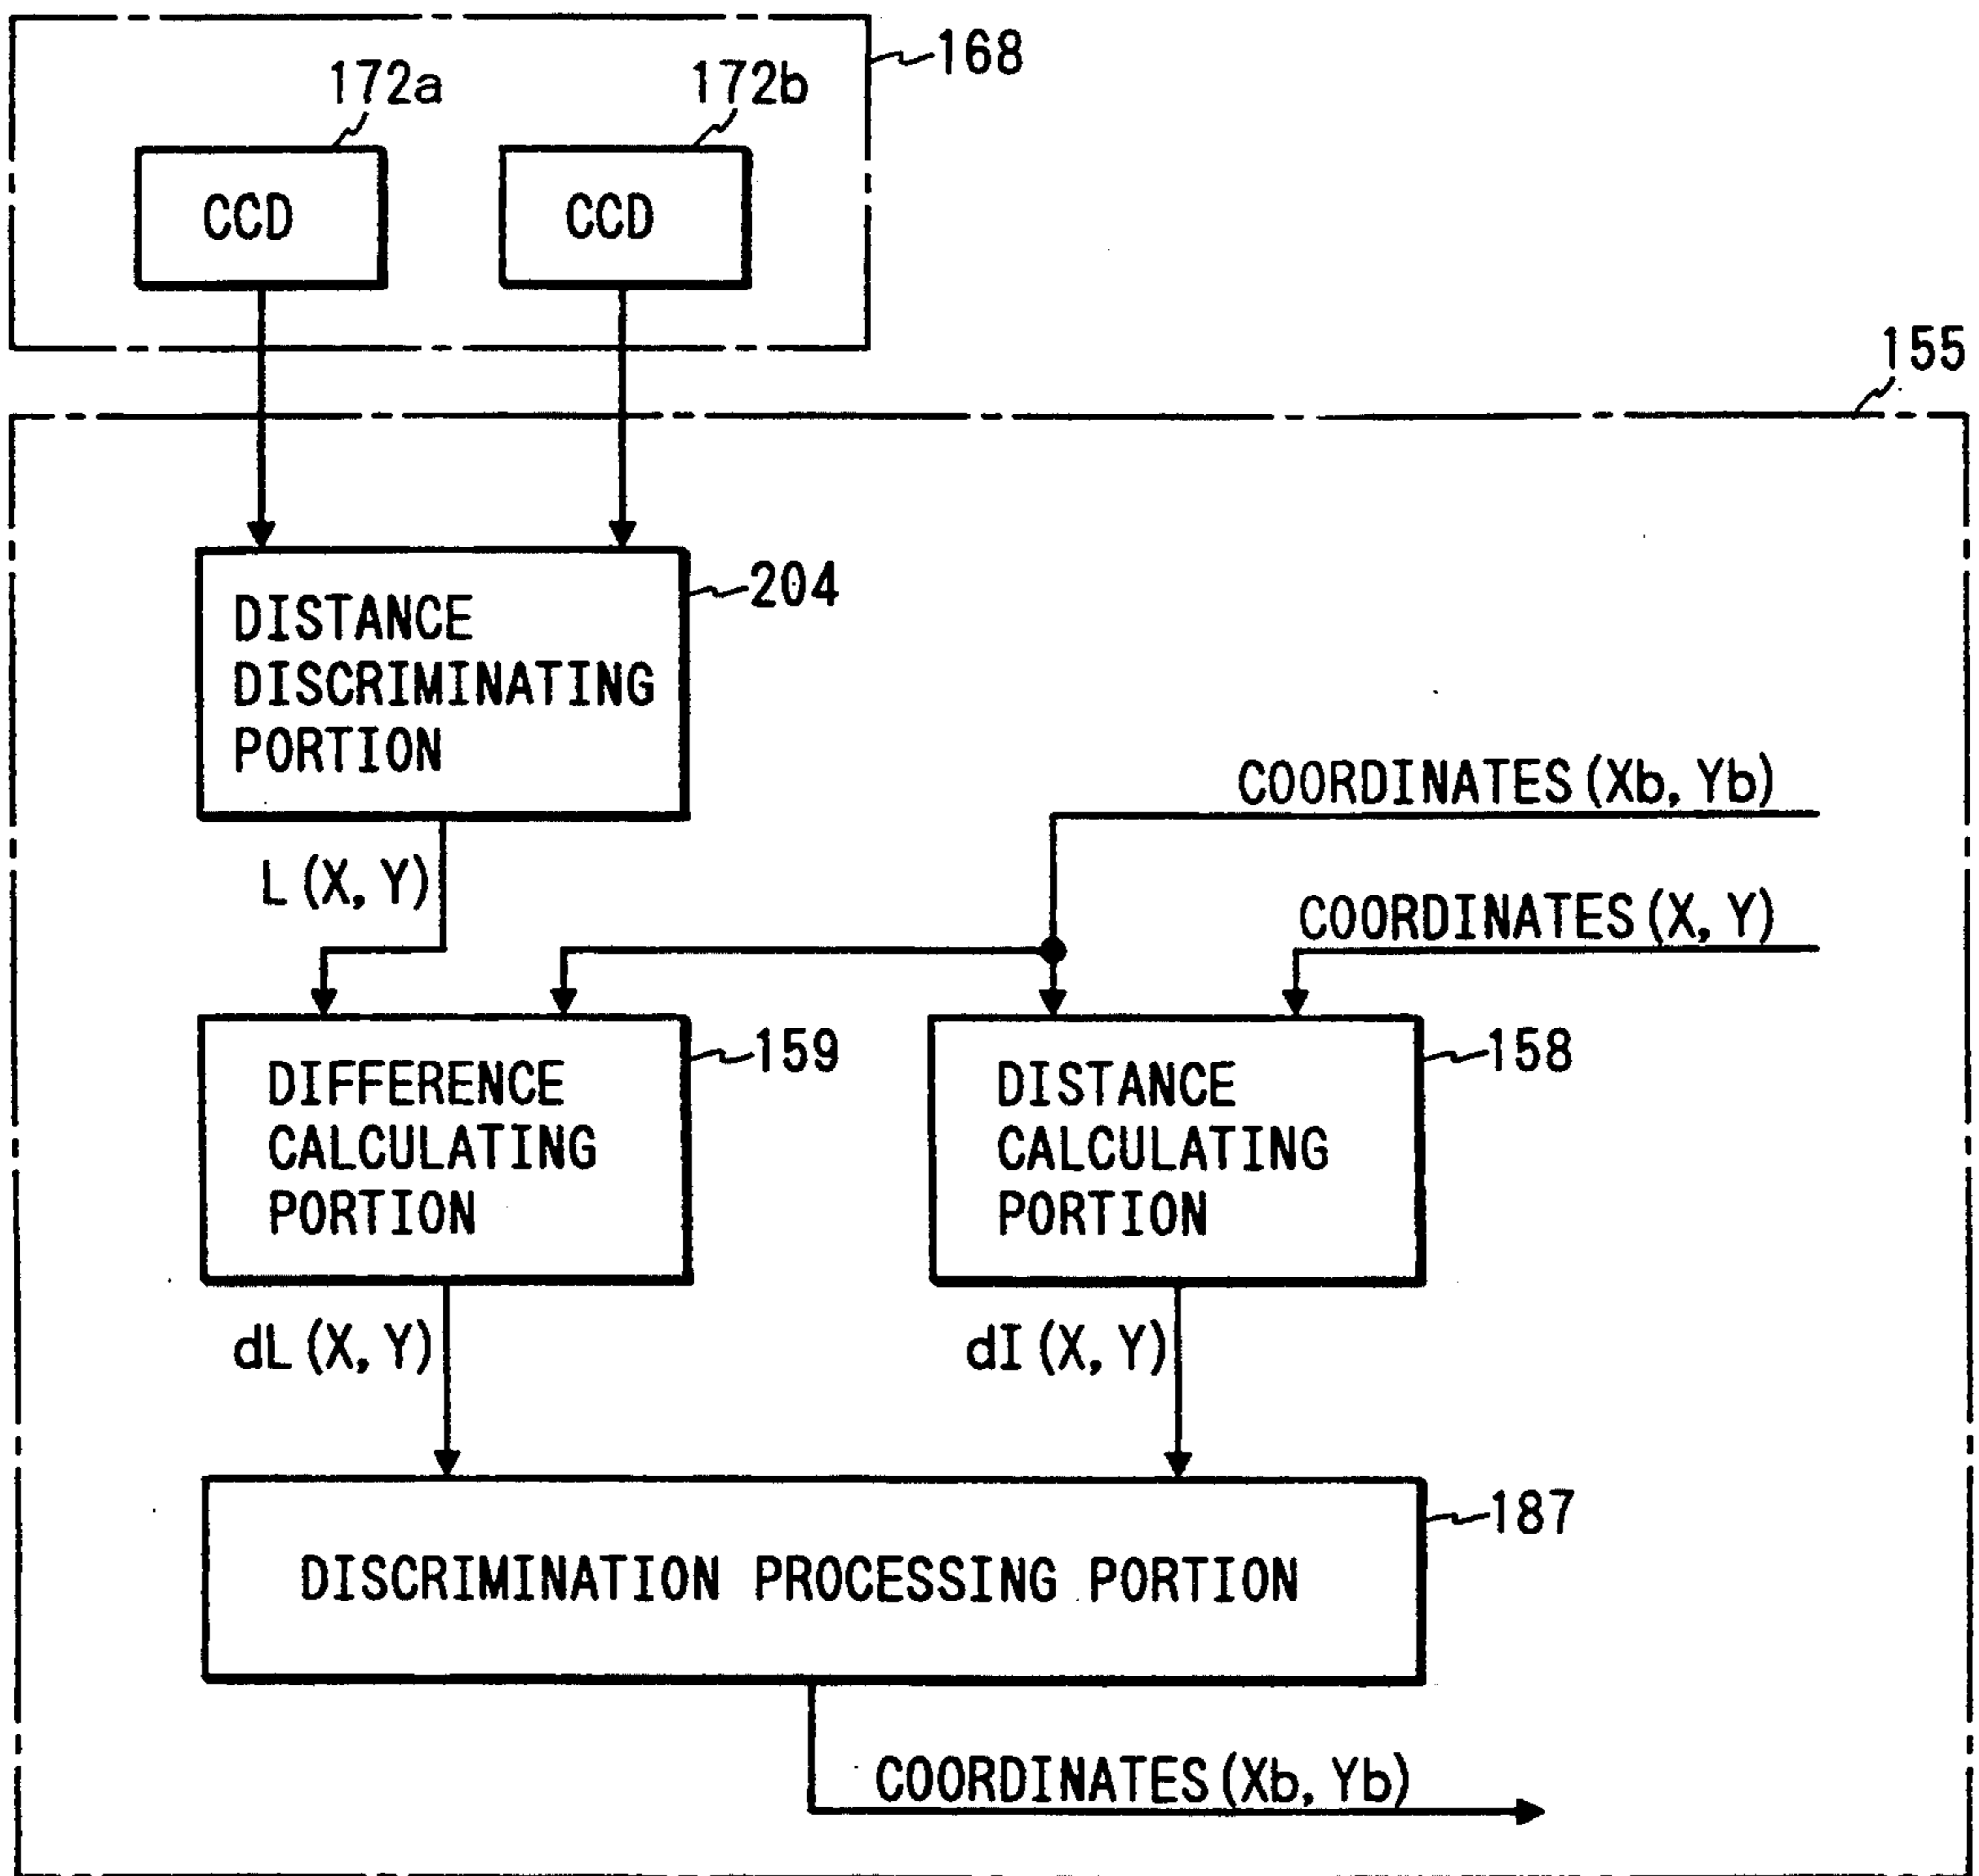 168
172a
172b
CCD
CCD
155
204
DISTANCE
DISCRIMINATING
PORTION
COORDINATES(Xb, Yb)
L(X, Y)
COORDINATES(X, Y)
159
158
DIFFERENCE
CALCULATING
PORTION
DISTANCE
CALCULATING
PORTION
dL(X, Y)
dI(X, Y)
187
DISCRIMINATION PROCESSING PORTION
COORDINATES(Xb, Yb)